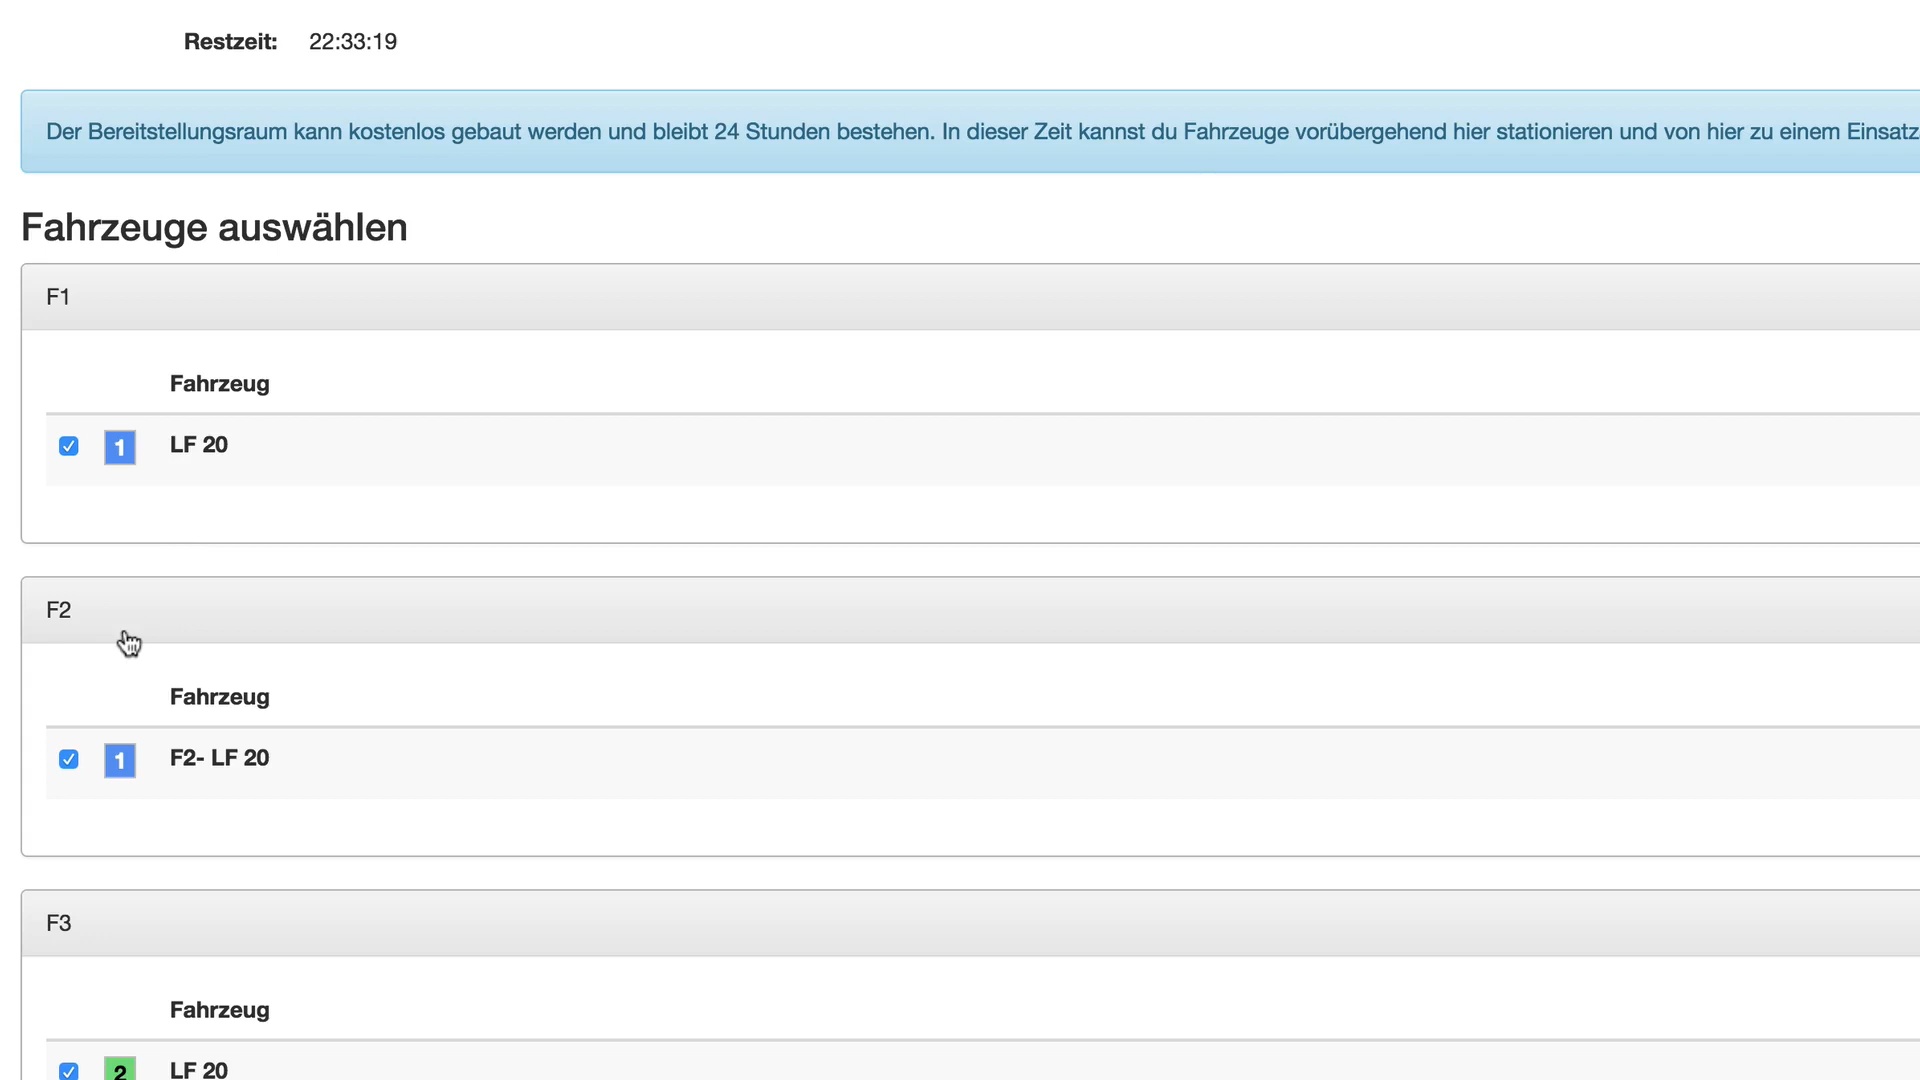 Restzeit: 22:33:19
Der Bereitstellungsraum kann kostenlos gebaut werden und bleibt 24 Stunden bestehen. In dieser Zeit kannst du Fahrzeuge vorübergehend hier stationieren und von hier zu einem Einsatz
Fahrzeuge auswählen
F1
Fahrzeug
1 LF 20
F2
Fahrzeug
1 F2- LF 20
F3
Fahrzeug
2 LF 20